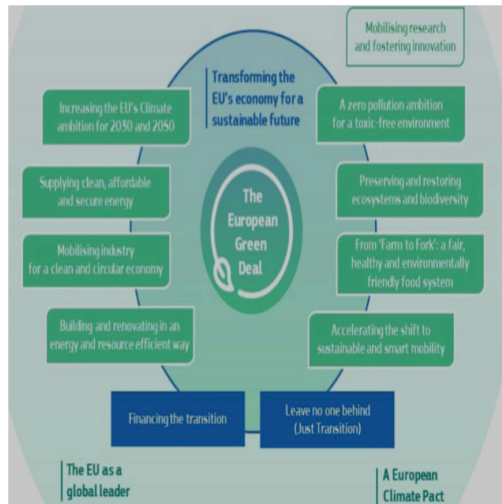 Mobilising research
and fostering innovation
Transforming the
EU's economy for a
sustainable future
Increasing the EU's Climate
ambition for 2030 and 2050
A zero pollution ambition
for a toxic-free environment
Supplying clean, affordable
and secure energy
Preserving and restoring
ecosystems and biodiversity
The
European
Green
Deal
Mobilising industry
for a clean and circular economy
From 'Farm to Fork': a fair,
healthy and environmentally
friendly food system
Building and renovating in an
energy and resource efficient way
Accelerating the shift to
sustainable and smart mobility
Financing the transition
Leave no one behind
(Just Transition)
The EU as a
global leader
A European
Climate Pact